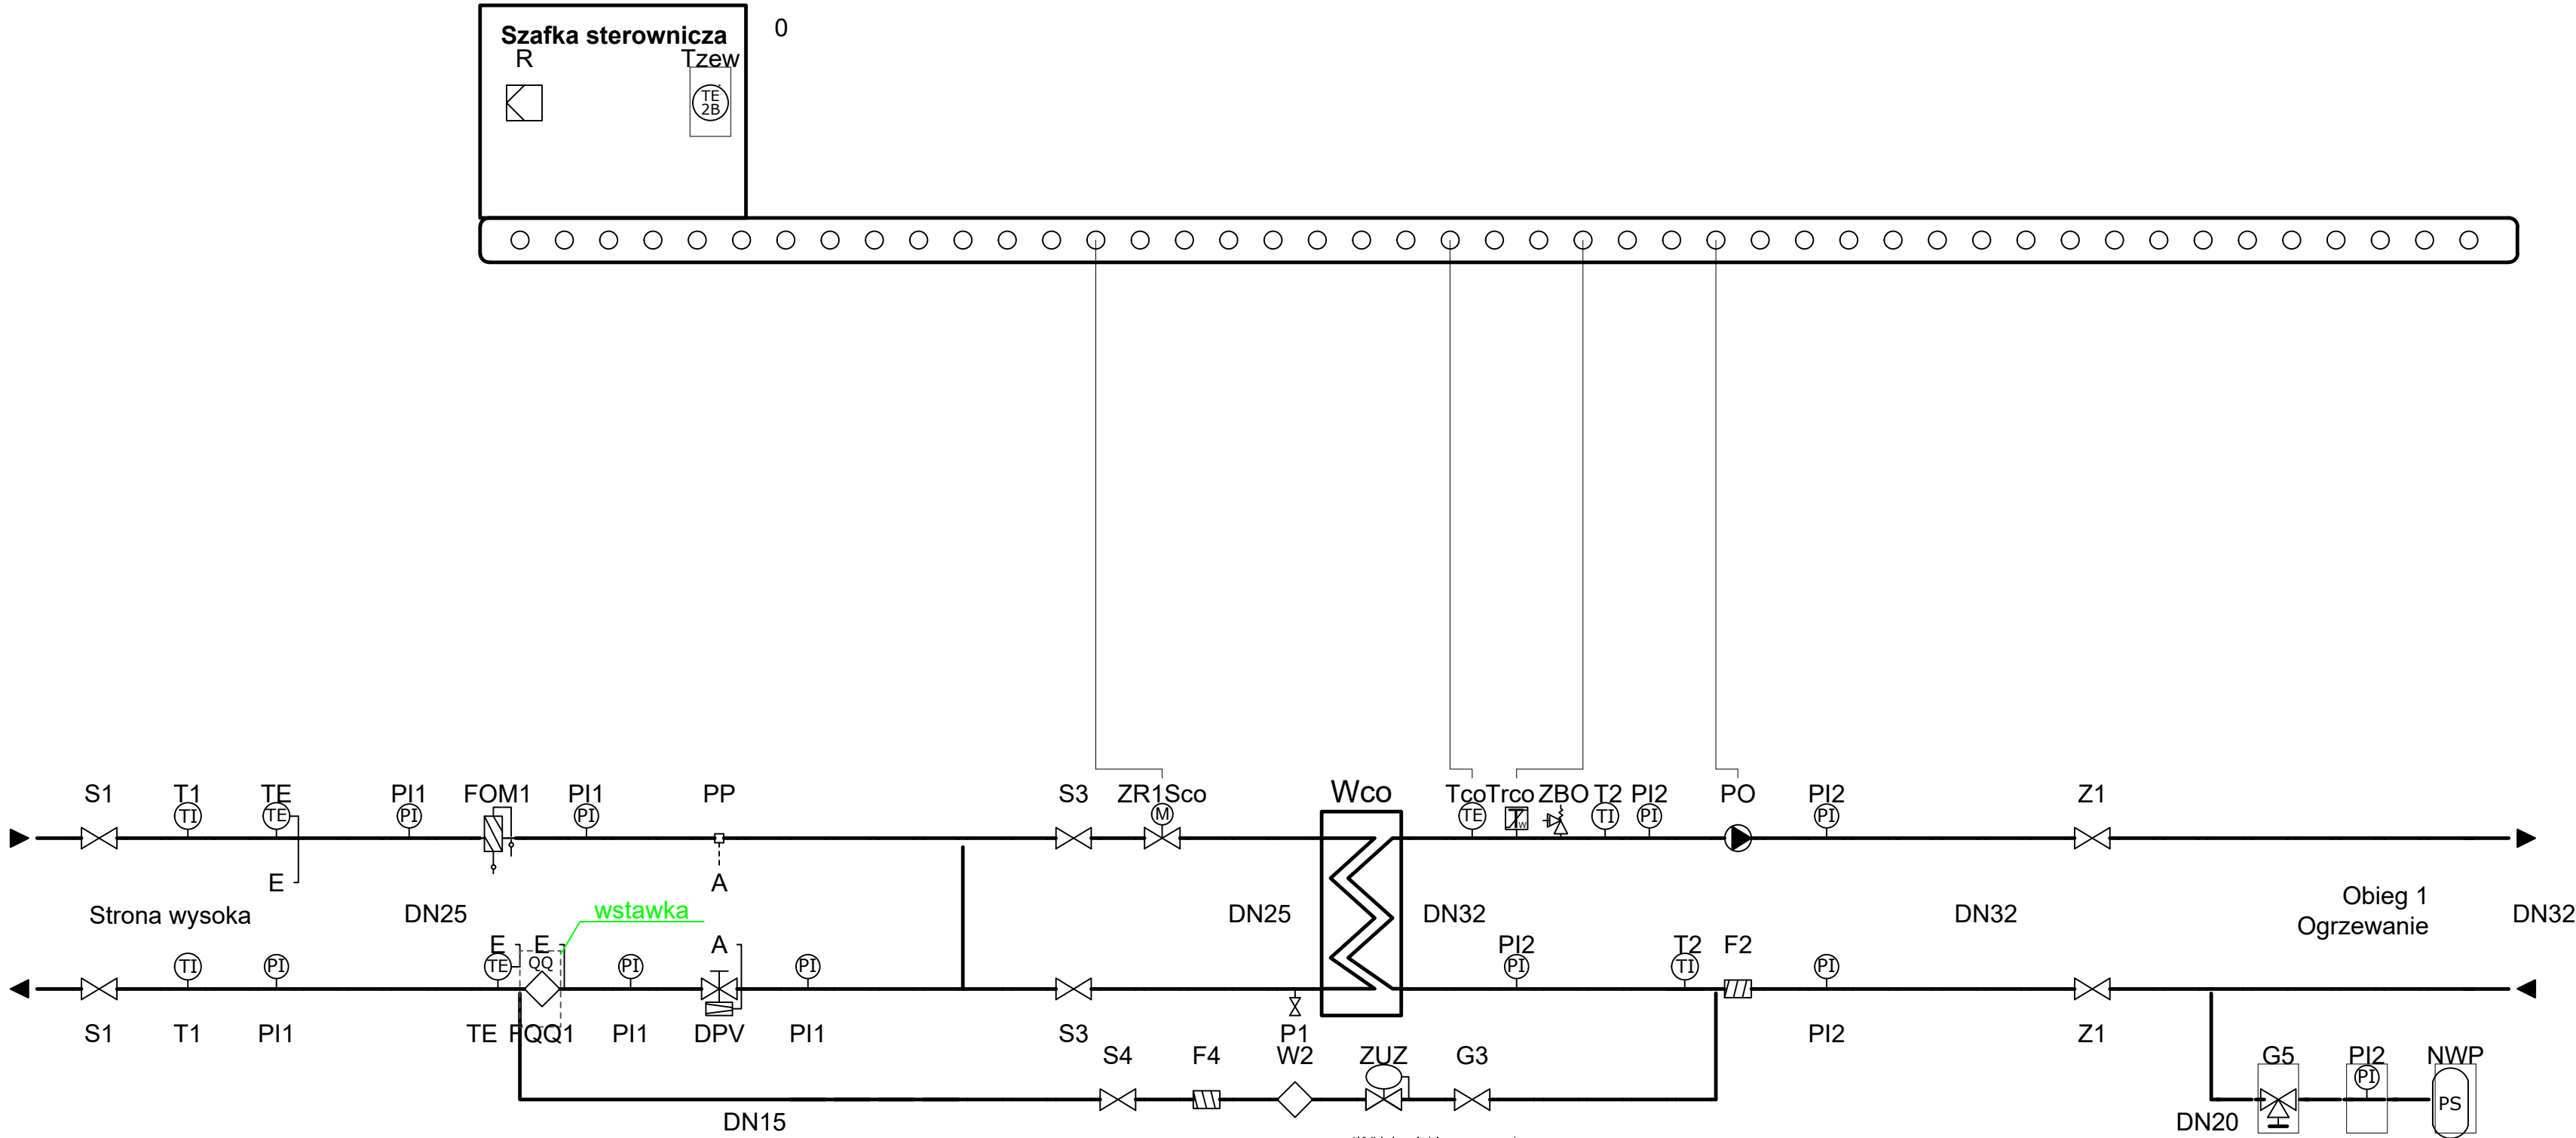 Szafka sterownicza
0
R Tzew
TE
2B
S1 T1 TE PI1 FOM1 PI1 PP S3 ZR1Sco Wco Tco Trco ZBO T2 PI2 PO PI2 Z1
TI TE PI PI M TE W TI PI PI
E A
Strona wysoka DN25 wstawka DN25 DN32 DN32 Obieg 1 DN32
Ogrzewanie
E E A PI2 T2 F2
TI PI TE QQ PI PI PI TI PI
S1 T1 PI1 TE FQQ1 PI1 DPV PI1 S3 P1 PI2 Z1
S4 F4 W2 ZUZ G3 G5 PI2 NWP
PI
PS
DN15 DN20